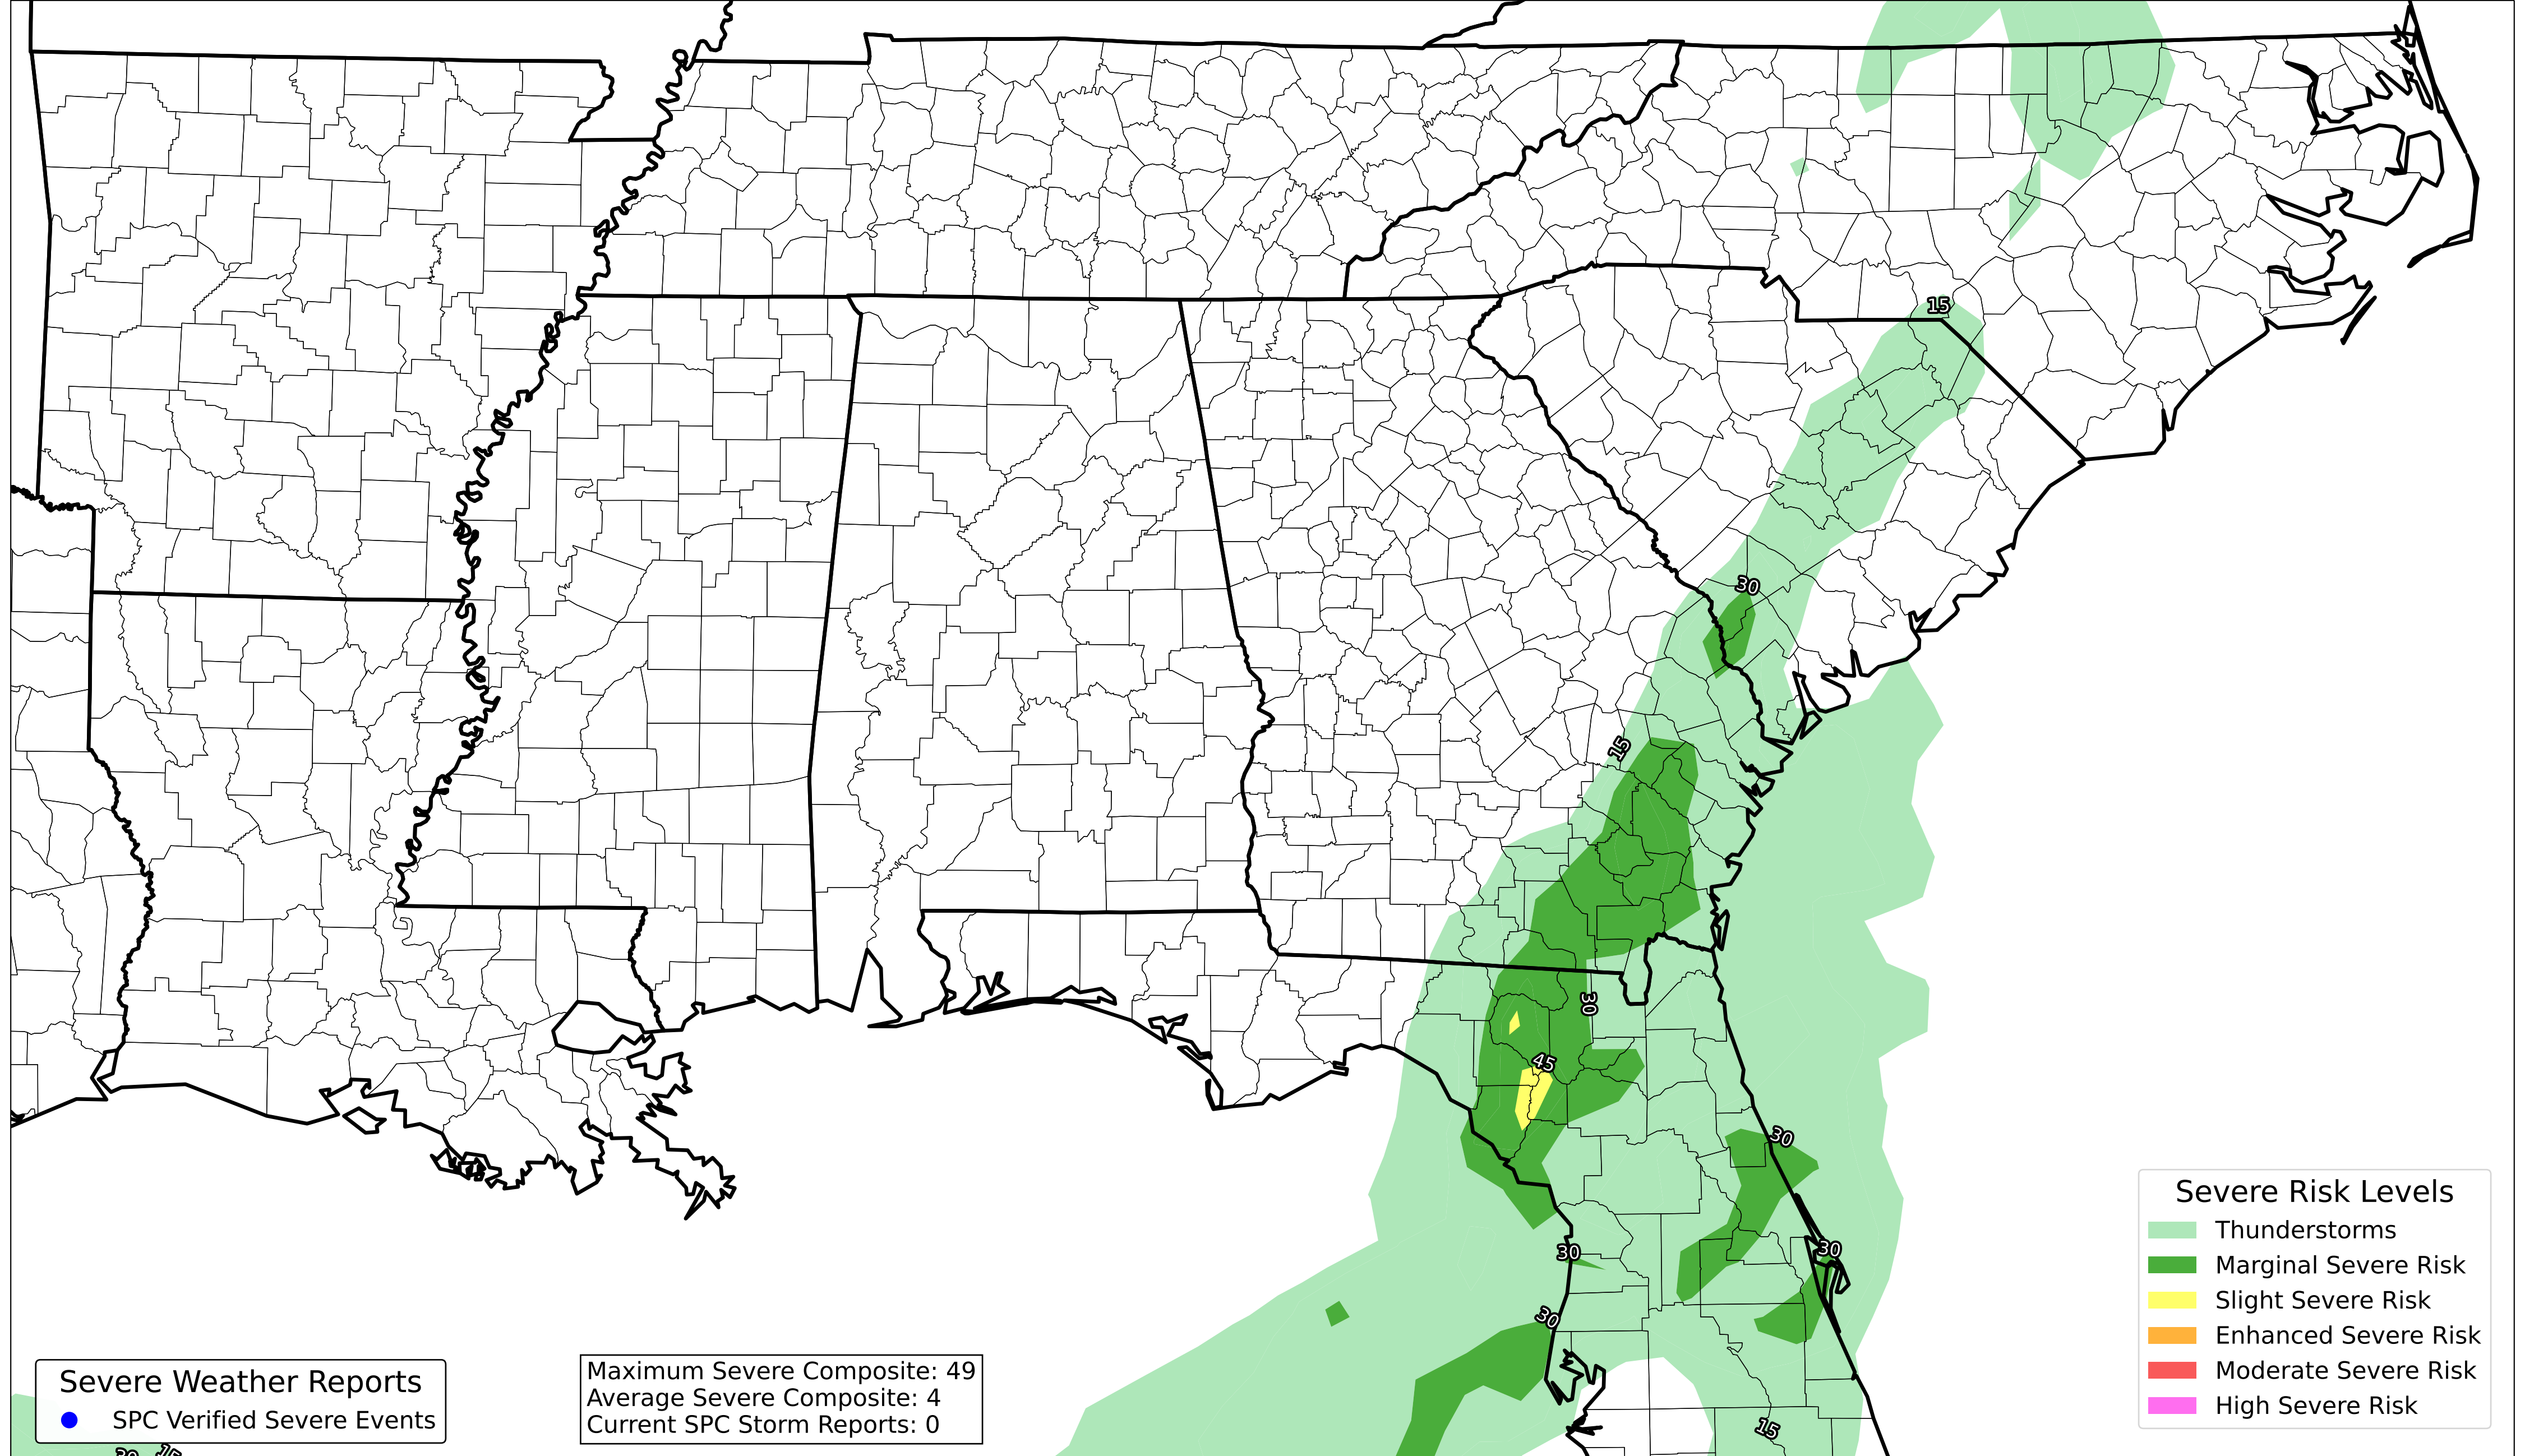 15
30
15
30
45
30
30
30
30
15
15
Severe Risk Levels
Thunderstorms
Marginal Severe Risk
Slight Severe Risk
Enhanced Severe Risk
Moderate Severe Risk
High Severe Risk
Severe Weather Reports
SPC Verified Severe Events
Maximum Severe Composite: 49
Average Severe Composite: 4
Current SPC Storm Reports: 0